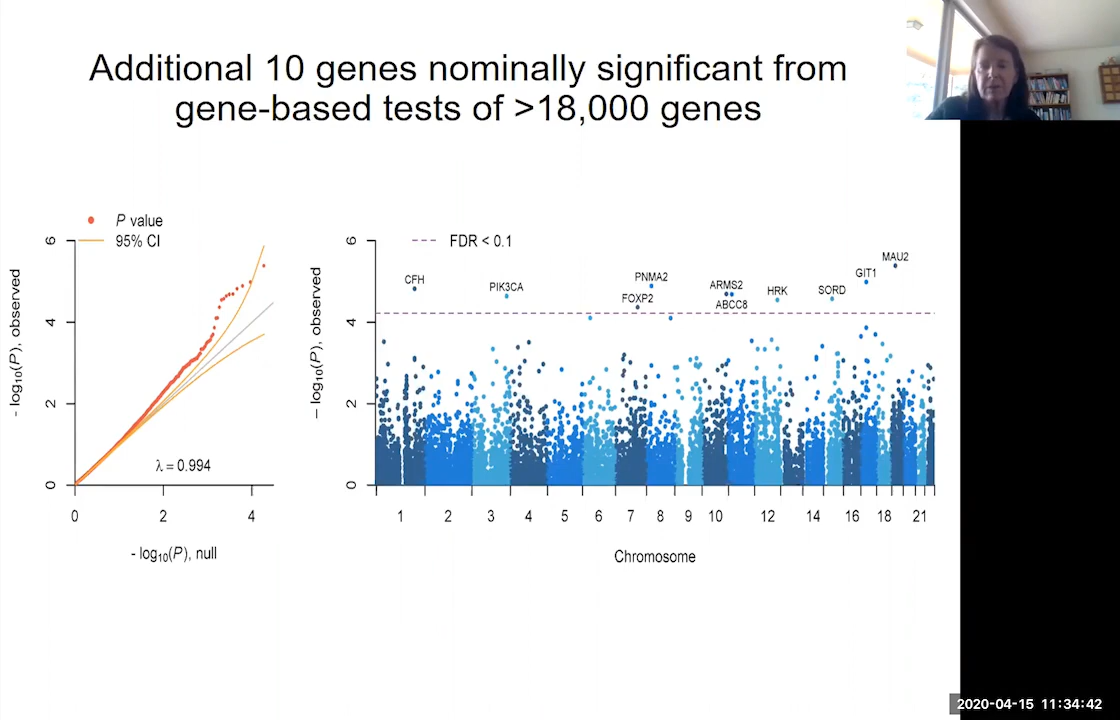 Additional 10 genes nominally significant from
gene-based tests of >18,000 genes
P value
95% CI
6
4
2
0
- log10(P), observed
λ = 0.994
0 2 4
- log10(P), null
FDR < 0.1
6
4
2
0
– log10(P), observed
CFH
PIK3CA
FOXP2
PNMA2
ARMS2
ABCC8
HRK
SORD
GIT1
MAU2
1 2 3 4 5 6 7 8 9 10 12 14 16 18 21
Chromosome
2020-04-15 11:34:42